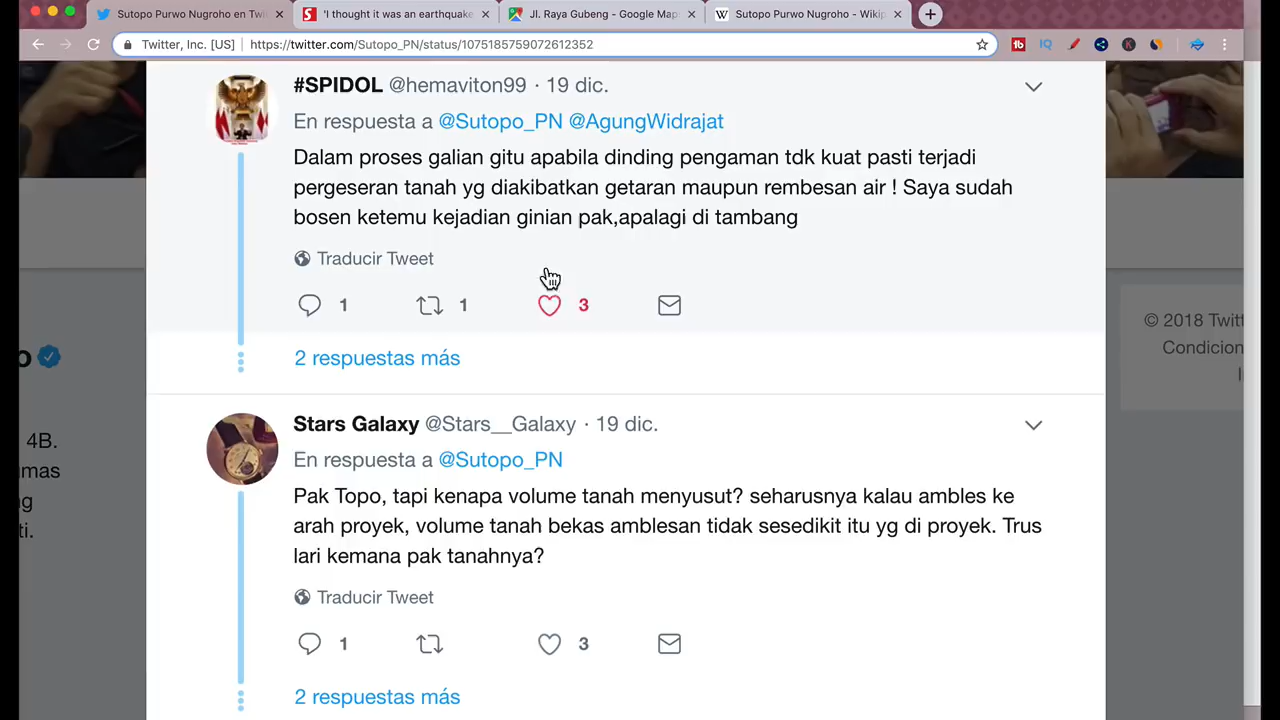 Sutopo Purwo Nugroho en Twi
'I thought it was an earthquake
Jl. Raya Gubeng - Google Map
Sutopo Purwo Nugroho - Wikip
Twitter, Inc. [US] https://twitter.com/Sutopo_PN/status/1075185759072612352
#SPIDOL @hemaviton99 · 19 dic.
En respuesta a @Sutopo_PN @AgungWidrajat
Dalam proses galian gitu apabila dinding pengaman tdk kuat pasti terjadi
pergeseran tanah yg diakibatkan getaran maupun rembesan air ! Saya sudah
bosen ketemu kejadian ginian pak,apalagi di tambang
Traducir Tweet
1 1 3
2 respuestas más
Stars Galaxy @Stars__Galaxy · 19 dic.
En respuesta a @Sutopo_PN
Pak Topo, tapi kenapa volume tanah menyusut? seharusnya kalau ambles ke
arah proyek, volume tanah bekas amblesan tidak sesedikit itu yg di proyek. Trus
lari kemana pak tanahnya?
Traducir Tweet
1 3
2 respuestas más
o
4B.
mas
g
ti.
© 2018 Twitt
Condicion